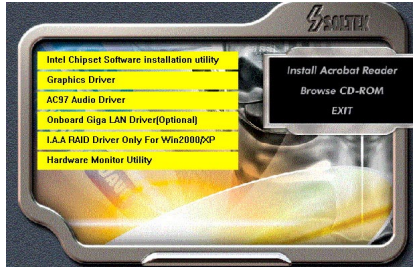 SOLTEK
Intel Chipset Software installation utility
Graphics Driver
AC97 Audio Driver
Onboard Giga LAN Driver(Optional)
I.A.A RAID Driver Only For Win2000/XP
Hardware Monitor Utility
Install Acrobat Reader
Browse CD-ROM
EXIT